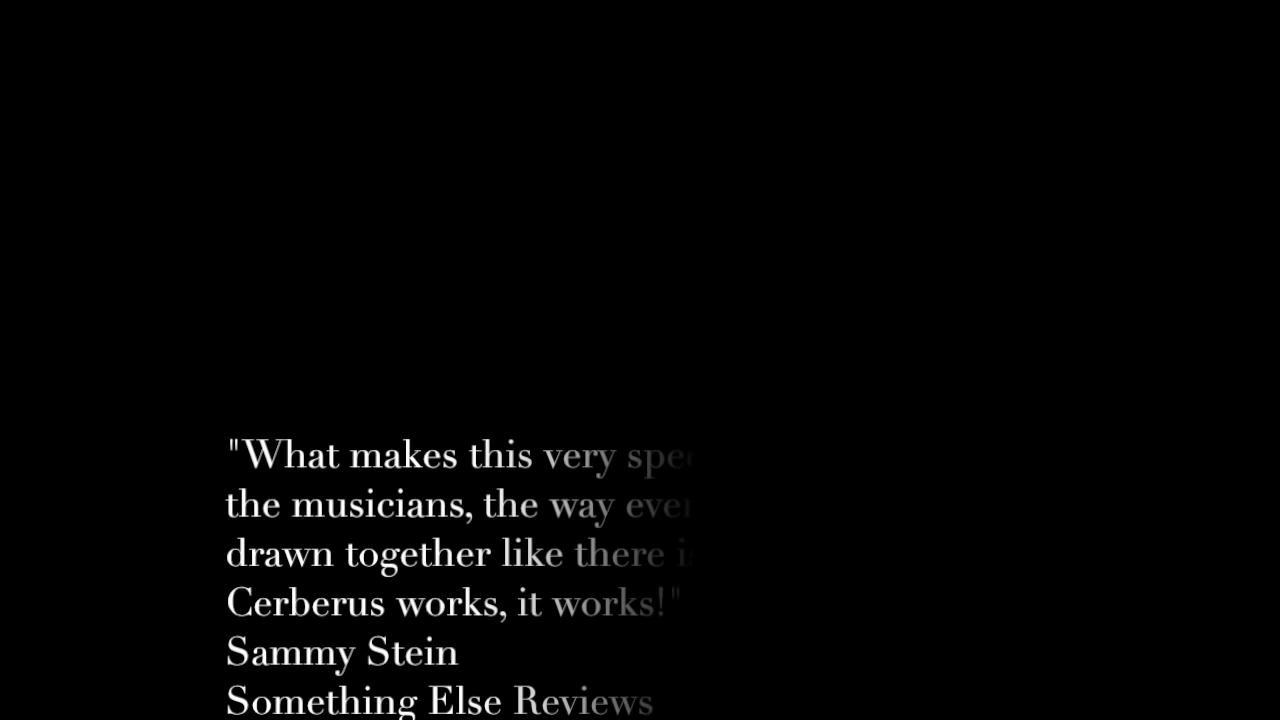 "What makes this very
the musicians, the way
drawn together like there
Cerberus works, it works!"
Sammy Stein
Something Else Reviews